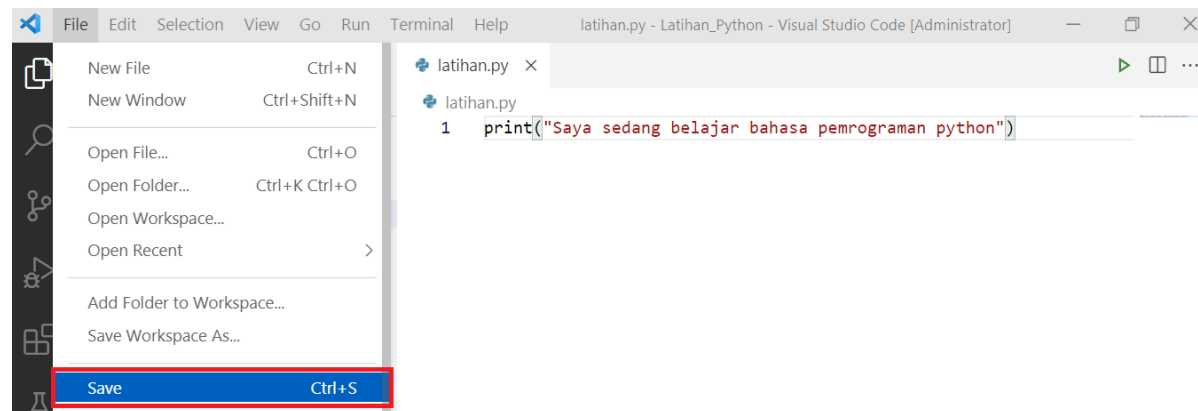 File Edit Selection View Go Run Terminal Help latihan.py - Latihan_Python - Visual Studio Code [Administrator]
New File Ctrl+N
New Window Ctrl+Shift+N
Open File... Ctrl+O
Open Folder... Ctrl+K Ctrl+O
Open Workspace...
Open Recent
Add Folder to Workspace...
Save Workspace As...
Save Ctrl+S
latihan.py
latihan.py
1 print("Saya sedang belajar bahasa pemrograman python")